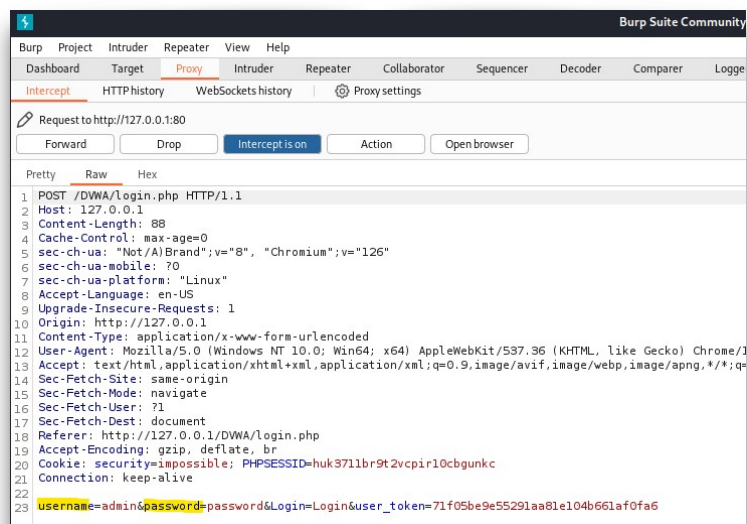 Burp Suite Community
Burp Project Intruder Repeater View Help
Dashboard Target Proxy Intruder Repeater Collaborator Sequencer Decoder Comparer Logge
Intercept HTTP history WebSockets history Proxy settings
Request to http://127.0.0.1:80
Forward Drop Intercept is on Action Open browser
Pretty Raw Hex
1 POST /DVWA/login.php HTTP/1.1
2 Host: 127.0.0.1
3 Content-Length: 88
4 Cache-Control: max-age=0
5 sec-ch-ua: "Not/A)Brand";v="8", "Chromium";v="126"
6 sec-ch-ua-mobile: ?0
7 sec-ch-ua-platform: "Linux"
8 Accept-Language: en-US
9 Upgrade-Insecure-Requests: 1
10 Origin: http://127.0.0.1
11 Content-Type: application/x-www-form-urlencoded
12 User-Agent: Mozilla/5.0 (Windows NT 10.0; Win64; x64) AppleWebKit/537.36 (KHTML, like Gecko) Chrome/1
13 Accept: text/html,application/xhtml+xml,application/xml;q=0.9,image/avif,image/webp,image/apng,*/*;q=
14 Sec-Fetch-Site: same-origin
15 Sec-Fetch-Mode: navigate
16 Sec-Fetch-User: ?1
17 Sec-Fetch-Dest: document
18 Referer: http://127.0.0.1/DVWA/login.php
19 Accept-Encoding: gzip, deflate, br
20 Cookie: security=impossible; PHPSESSID=huk3711br9t2vcpir10cbgunkc
21 Connection: keep-alive
22
23 username=admin&password=password&Login=Login&user_token=71f05be9e55291aa81e104b661af0fa6